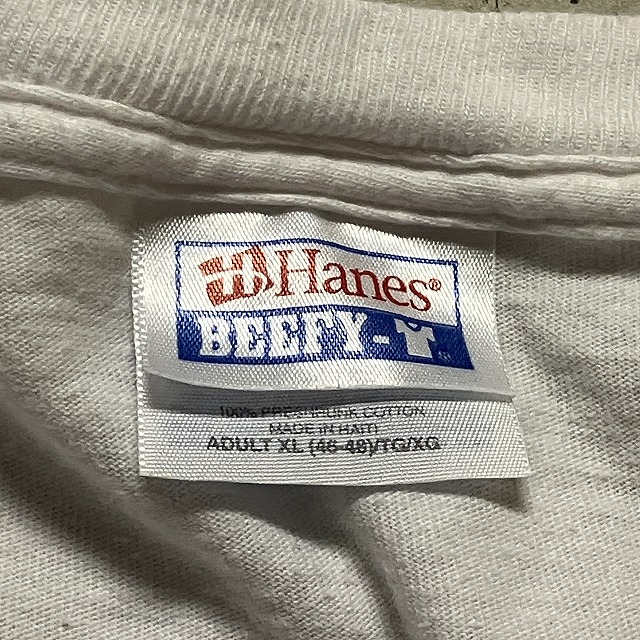 Hanes®
BEEFY-T
100% PRESHRUNK COTTON
MADE IN HAITI
ADULT XL (46-48)/TG/XG